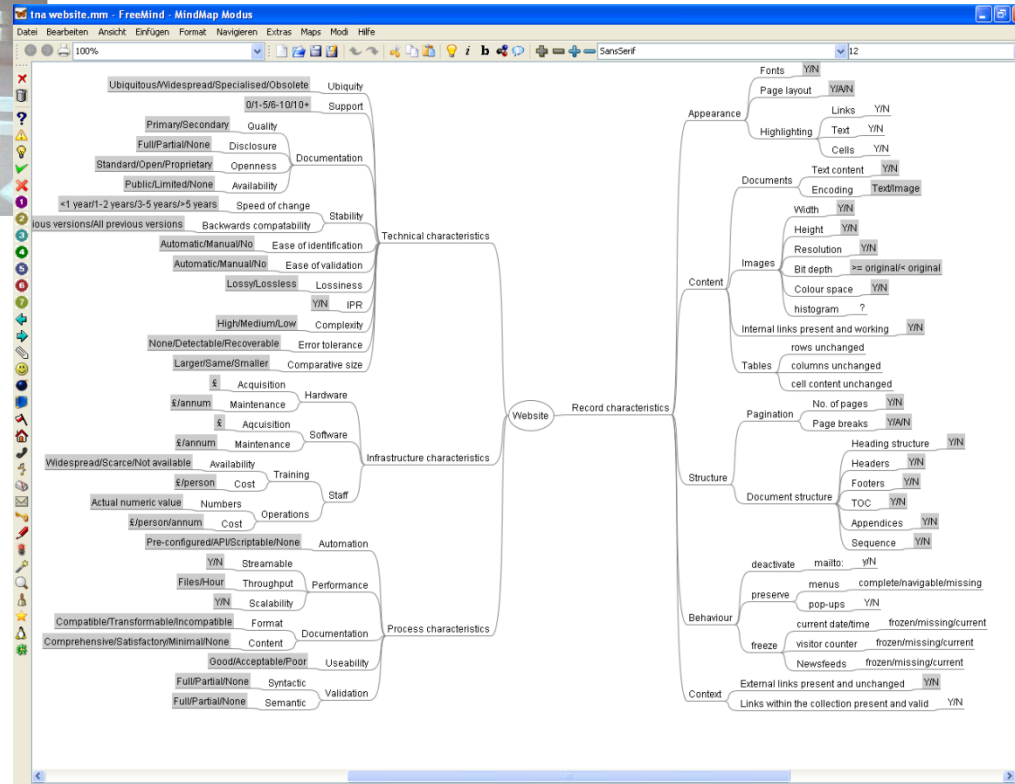 tna website.mm - FreeMind - MindMap Modus
Datei Bearbeiten Ansicht Einfügen Format Navigieren Extras Maps Modi Hilfe
100% i b SansSerif 12
Ubiquitous/Widespread/Specialised/Obsolete Ubiquity
0/1-5/6-10/10+ Support
Primary/Secondary Quality
Full/Partial/None Disclosure
Documentation
Standard/Open/Proprietary Openness
Public/Limited/None Availability
<1 year/1-2 years/3-5 years/>5 years Speed of change
Stability
ious versions/All previous versions Backwards compatability
Technical characteristics
Automatic/Manual/No Ease of identification
Automatic/Manual/No Ease of validation
Lossy/Lossless Lossiness
Y/N IPR
High/Medium/Low Complexity
None/Detectable/Recoverable Error tolerance
Larger/Same/Smaller Comparative size
£ Acquisition
Hardware
£/annum Maintenance
£ Aqcuisition
Software
£/annum Maintenance
Infrastructure characteristics
Widespread/Scarce/Not available Availability
Training
£/person Cost
Staff
Actual numeric value Numbers
Operations
£/person/annum Cost
Pre-configured/API/Scriptable/None Automation
Y/N Streamable
Files/Hour Throughput Performance
Y/N Scalability
Compatible/Transformable/Incompatible Format
Documentation
Process characteristics
Comprehensive/Satisfactory/Minimal/None Content
Good/Acceptable/Poor Useability
Full/Partial/None Syntactic
Validation
Full/Partial/None Semantic
Website
Record characteristics
Fonts Y/N
Page layout Y/A/N
Appearance
Links Y/N
Highlighting Text Y/N
Cells Y/N
Text content Y/N
Documents
Encoding Text/Image
Width Y/N
Height Y/N
Resolution Y/N
Images
Bit depth >= original/< original
Content
Colour space Y/N
histogram ?
Internal links present and working Y/N
rows unchanged
Tables columns unchanged
cell content unchanged
No. of pages Y/N
Pagination
Page breaks Y/A/N
Heading structure Y/N
Structure
Headers Y/N
Footers Y/N
Document structure
TOC Y/N
Appendices Y/N
Sequence Y/N
deactivate mailto: y/N
menus complete/navigable/missing
preserve
pop-ups Y/N
Behaviour
current date/time frozen/missing/current
freeze visitor counter frozen/missing/current
Newsfeeds frozen/missing/current
External links present and unchanged Y/N
Context
Links within the collection present and valid Y/N